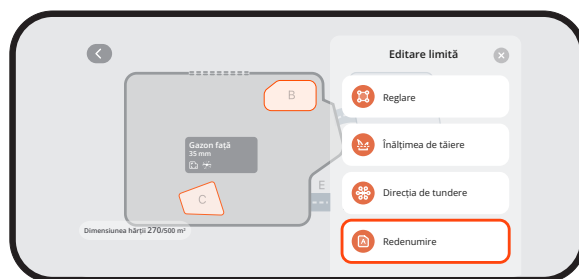 Editare limită
B
Reglare
Gazon față
35 mm
Înălțimea de tăiere
E
Direcția de tundere
C
Dimensiunea hărții 270/500 m²
Redenumire